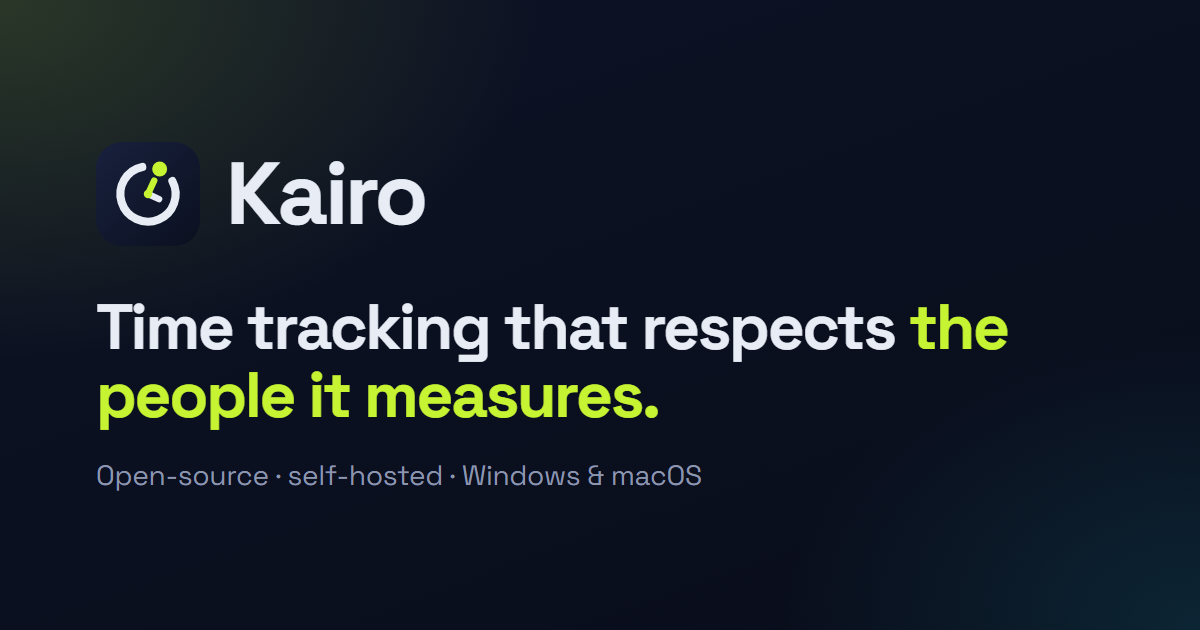 Kairo
Time tracking that respects the
people it measures.
Open-source · self-hosted · Windows & macOS